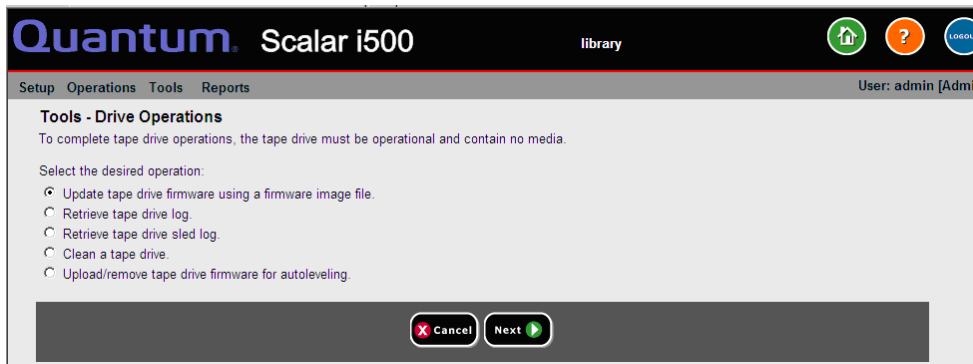 Quantum. Scalar i500 library ? LOGOU
Setup Operations Tools Reports User: admin [Admi
Tools - Drive Operations
To complete tape drive operations, the tape drive must be operational and contain no media.
Select the desired operation:
Update tape drive firmware using a firmware image file.
Retrieve tape drive log.
Retrieve tape drive sled log.
Clean a tape drive.
Upload/remove tape drive firmware for autoleveling.
X Cancel Next